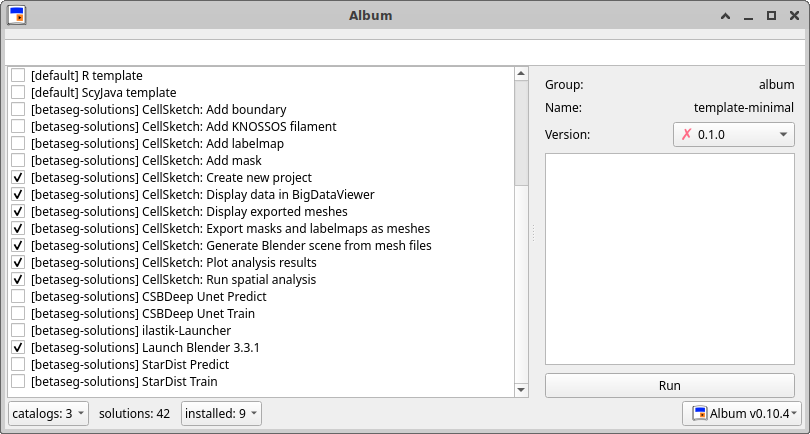 Album
[default] R template
[default] ScyJava template
[betaseg-solutions] CellSketch: Add boundary
[betaseg-solutions] CellSketch: Add KNOSSOS filament
[betaseg-solutions] CellSketch: Add labelmap
[betaseg-solutions] CellSketch: Add mask
[betaseg-solutions] CellSketch: Create new project
[betaseg-solutions] CellSketch: Display data in BigDataViewer
[betaseg-solutions] CellSketch: Display exported meshes
[betaseg-solutions] CellSketch: Export masks and labelmaps as meshes
[betaseg-solutions] CellSketch: Generate Blender scene from mesh files
[betaseg-solutions] CellSketch: Plot analysis results
[betaseg-solutions] CellSketch: Run spatial analysis
[betaseg-solutions] CSBDeep Unet Predict
[betaseg-solutions] CSBDeep Unet Train
[betaseg-solutions] ilastik-Launcher
[betaseg-solutions] Launch Blender 3.3.1
[betaseg-solutions] StarDist Predict
[betaseg-solutions] StarDist Train
Group: album
Name: template-minimal
Version: ✗ 0.1.0
Run
catalogs: 3 solutions: 42 installed: 9 Album v0.10.4